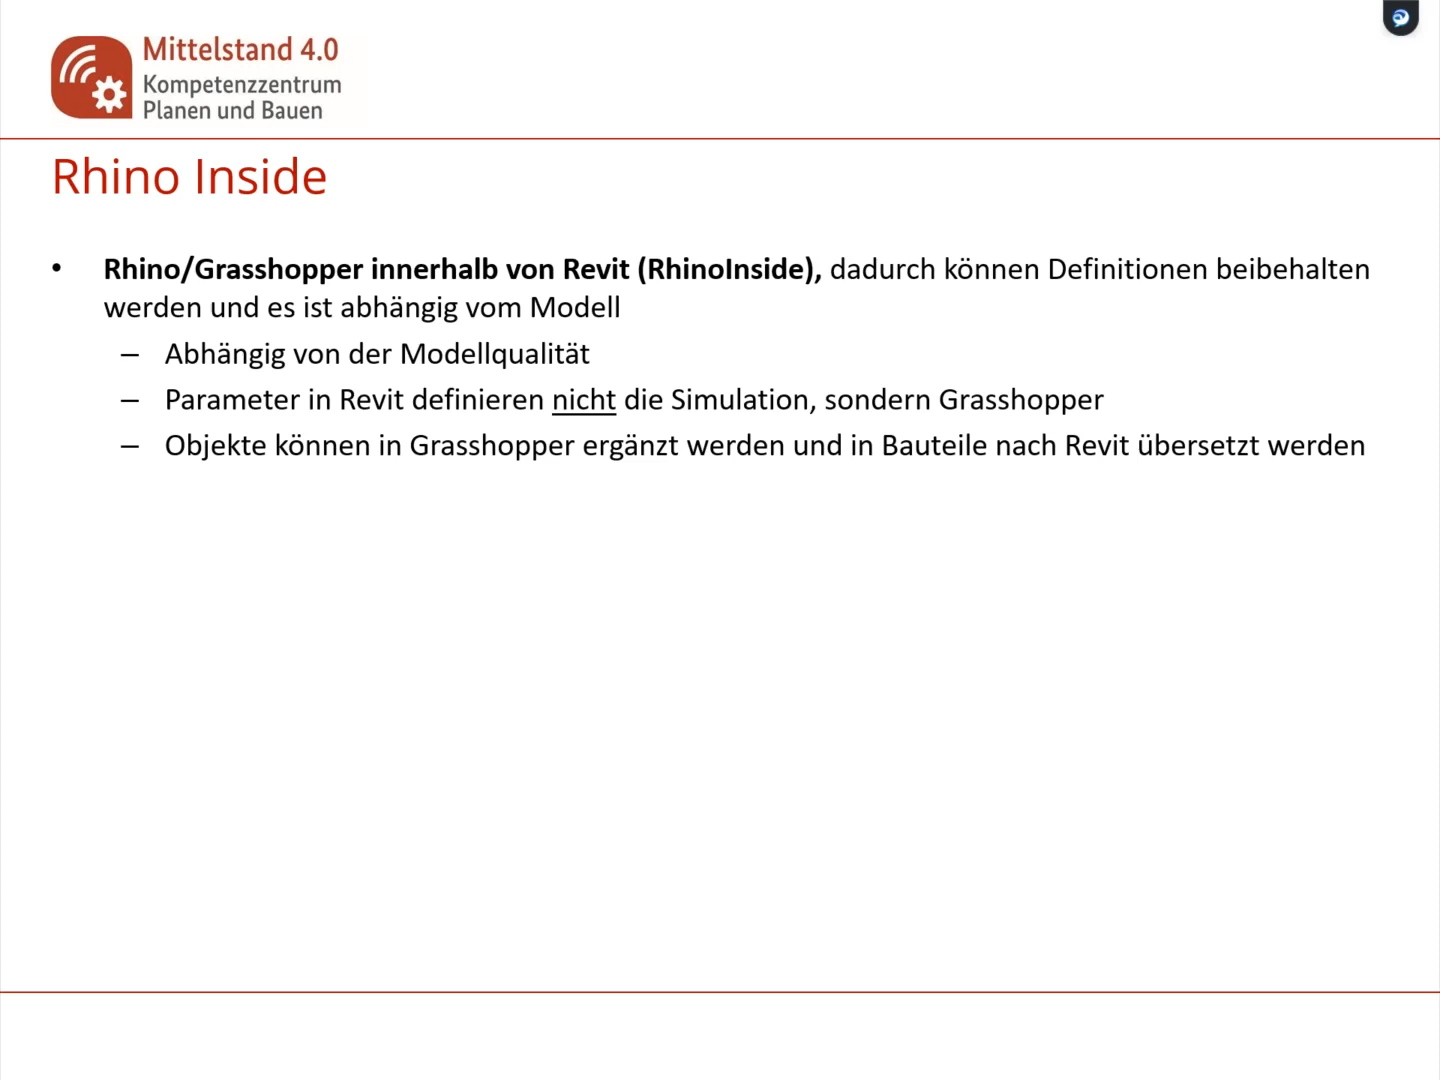 Mittelstand 4.0
Kompetenzzentrum
Planen und Bauen
Rhino Inside
• Rhino/Grasshopper innerhalb von Revit (RhinoInside), dadurch können Definitionen beibehalten
werden und es ist abhängig vom Modell
– Abhängig von der Modellqualität
– Parameter in Revit definieren nicht die Simulation, sondern Grasshopper
– Objekte können in Grasshopper ergänzt werden und in Bauteile nach Revit übersetzt werden